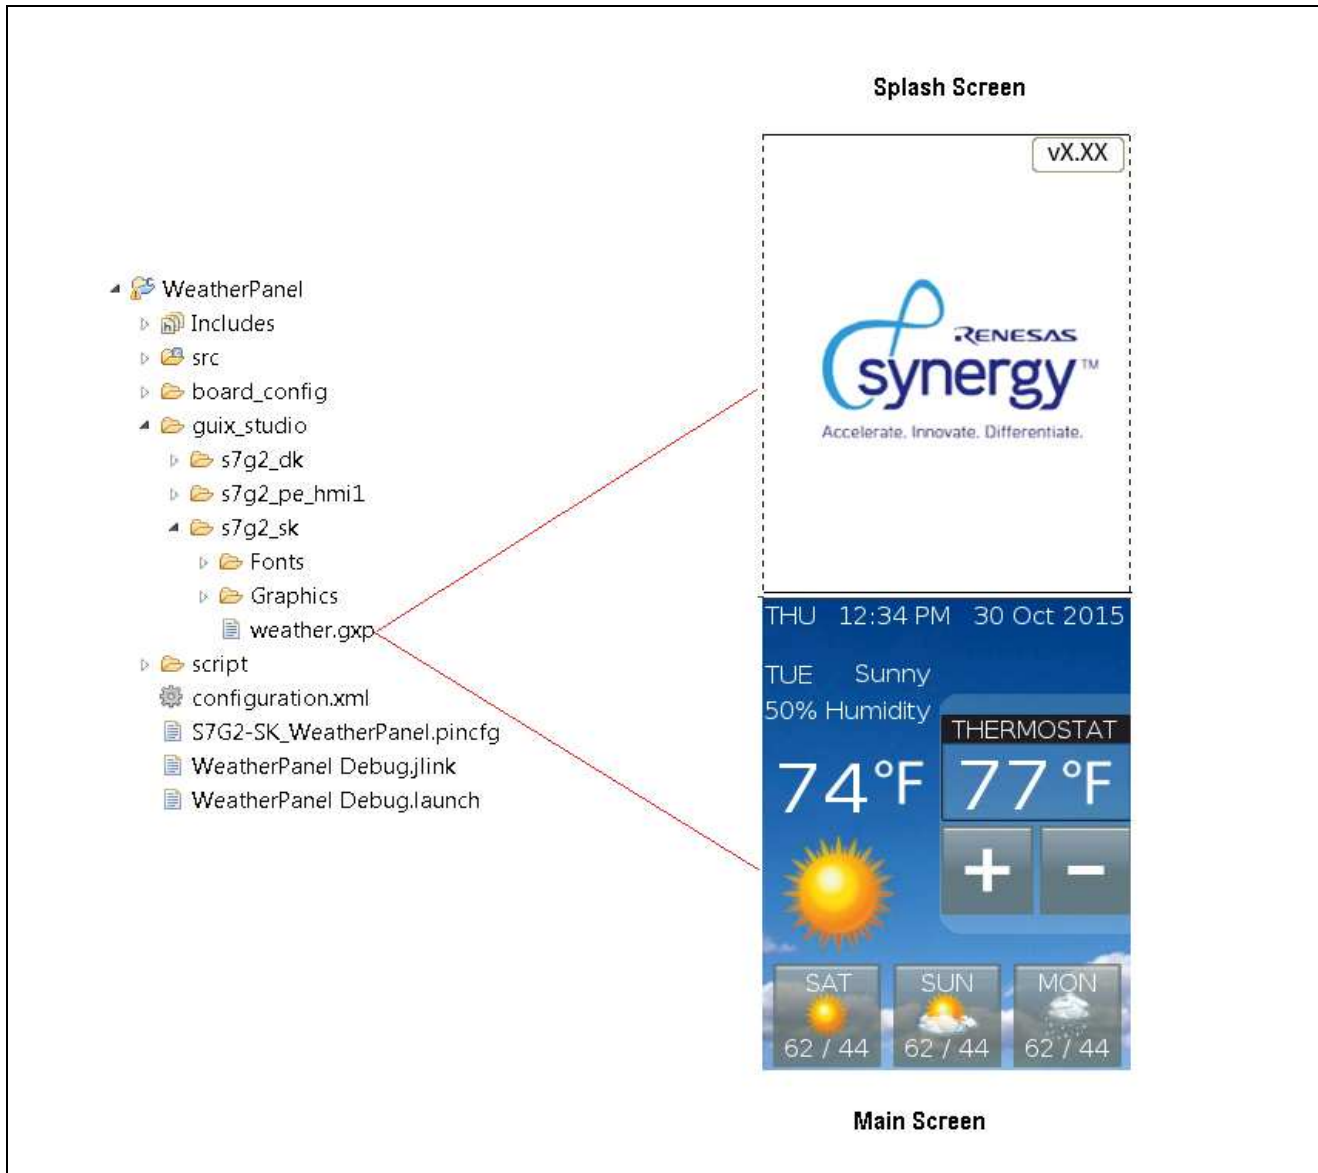 Splash Screen
vX.XX
RENESAS
synergy™
Accelerate. Innovate. Differentiate.
WeatherPanel
Includes
src
board_config
guix_studio
s7g2_dk
s7g2_pe_hmi1
s7g2_sk
Fonts
Graphics
weather.gxp
script
configuration.xml
S7G2-SK_WeatherPanel.pincfg
WeatherPanel Debug.jlink
WeatherPanel Debug.launch
THU 12:34 PM 30 Oct 2015
TUE Sunny
50% Humidity
THERMOSTAT
74°F
77°F
+ −
SAT SUN MON
62 / 44 62 / 44 62 / 44
Main Screen